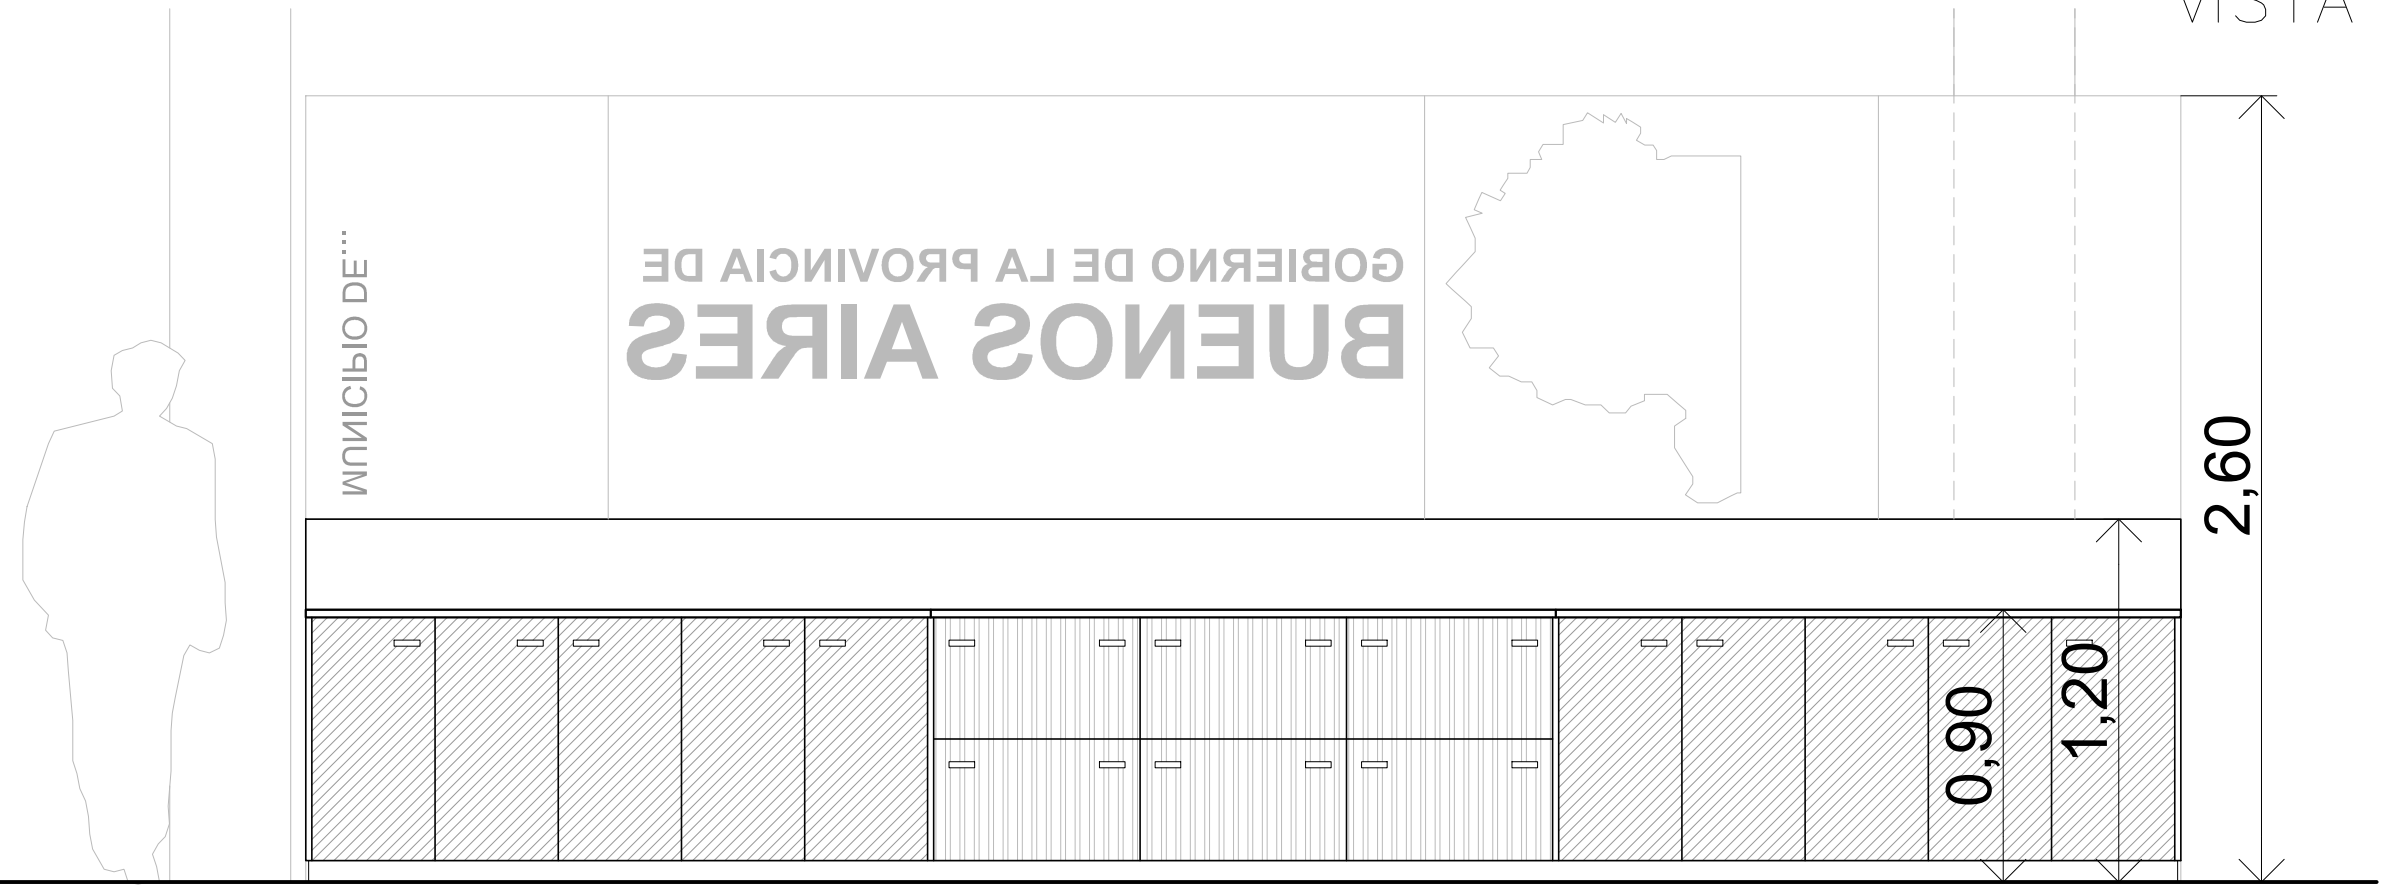 VISTA
MUNICIPIO DE...
GOBIERNO DE LA PROVINCIA DE
BUENOS AIRES
2,60
1,20
0,90